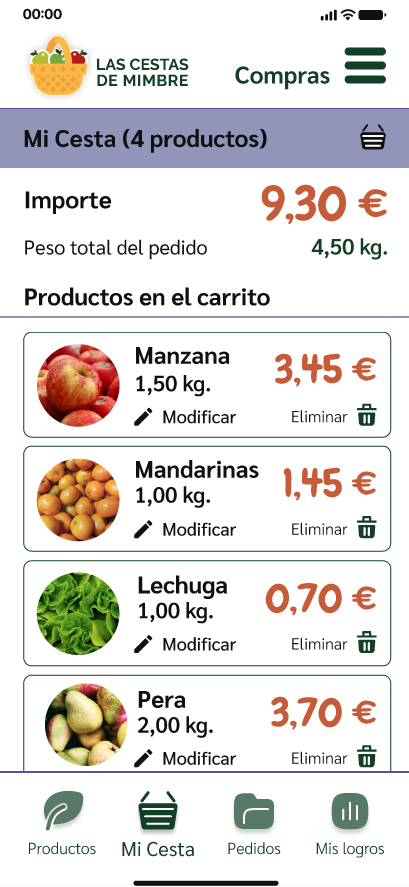 00:00
LAS CESTAS
DE MIMBRE
Compras
Mi Cesta (4 productos)
Importe 9,30 €
Peso total del pedido 4,50 kg.
Productos en el carrito
Manzana 3,45 €
1,50 kg.
Modificar Eliminar
Mandarinas 1,45 €
1,00 kg.
Modificar Eliminar
Lechuga 0,70 €
1,00 kg.
Modificar Eliminar
Pera 3,70 €
2,00 kg.
Modificar Eliminar
Productos Mi Cesta Pedidos Mis logros